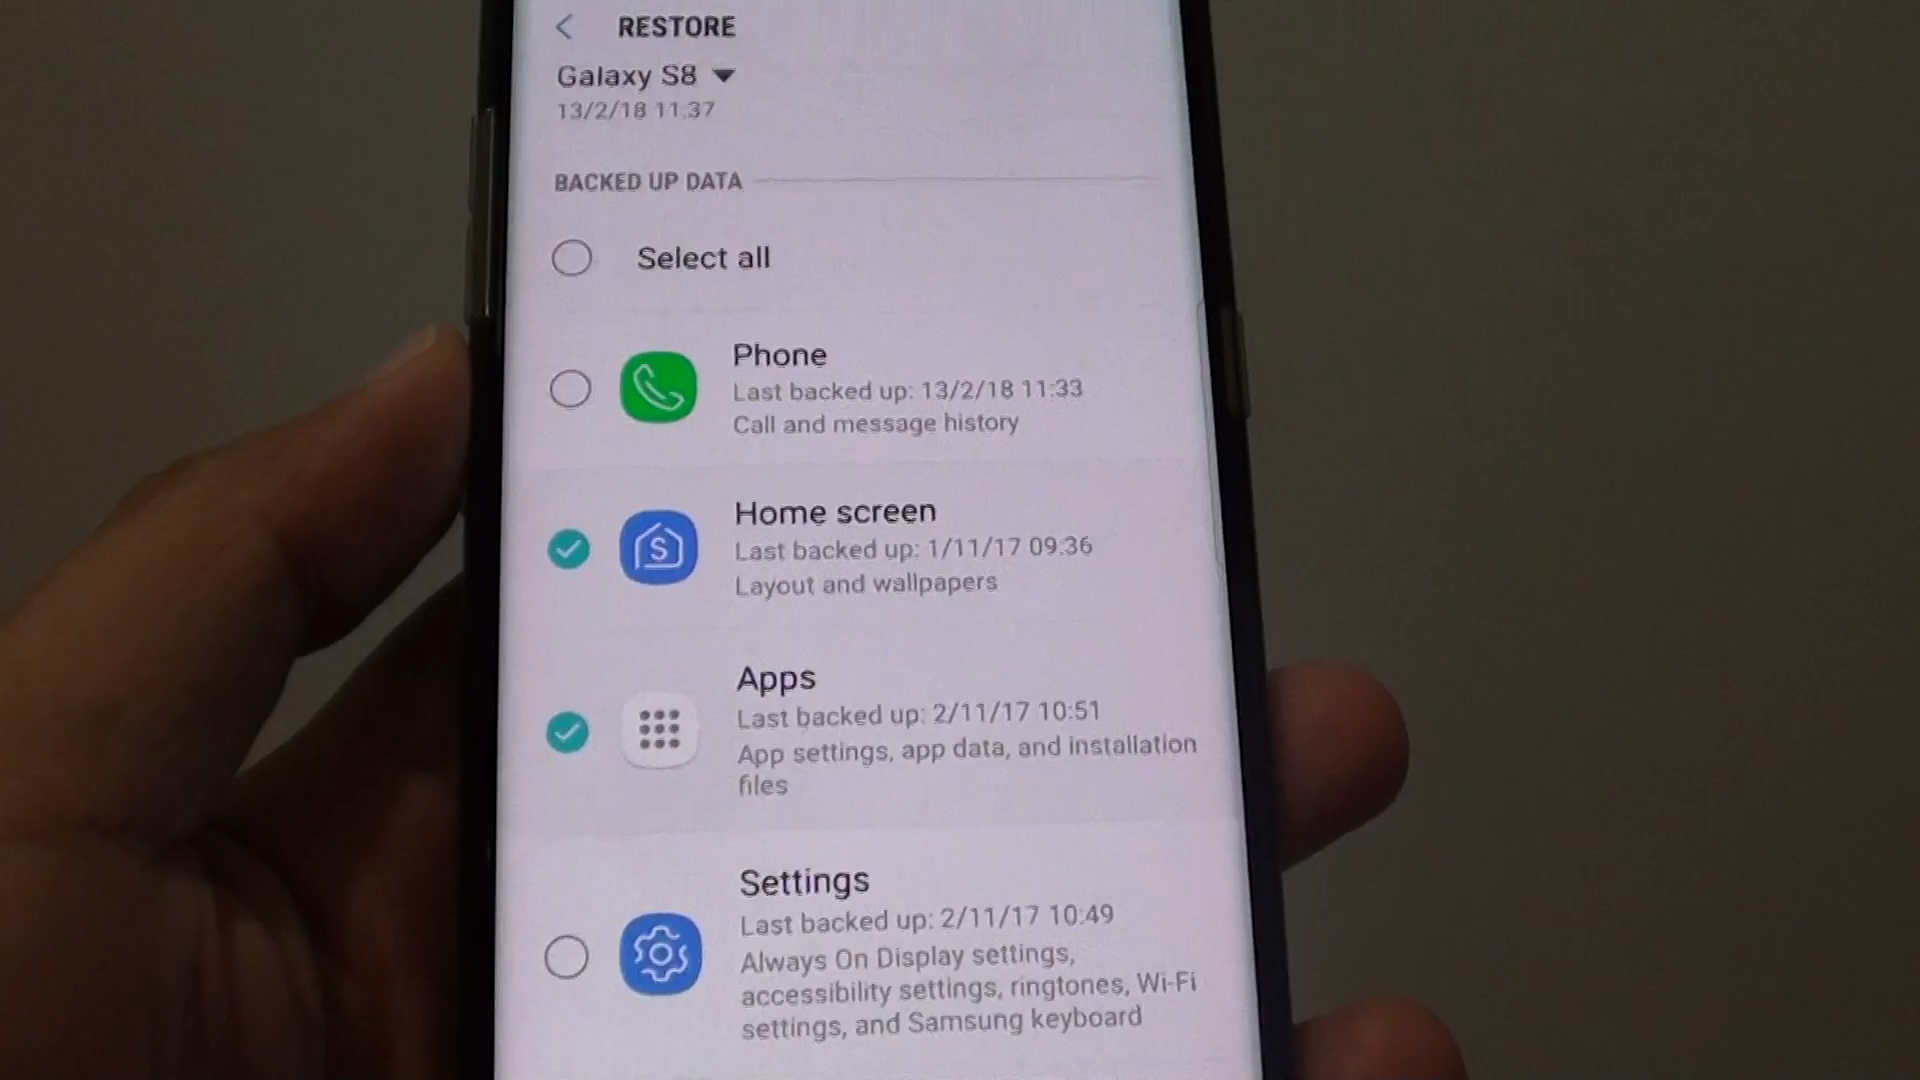 RESTORE
Galaxy S8
13/2/18 11:37
BACKED UP DATA
Select all
Phone
Last backed up: 13/2/18 11:33
Call and message history
Home screen
Last backed up: 1/11/17 09:36
Layout and wallpapers
Apps
Last backed up: 2/11/17 10:51
App settings, app data, and installation
files
Settings
Last backed up: 2/11/17 10:49
Always On Display settings,
accessibility settings, ringtones, Wi-Fi
settings, and Samsung keyboard